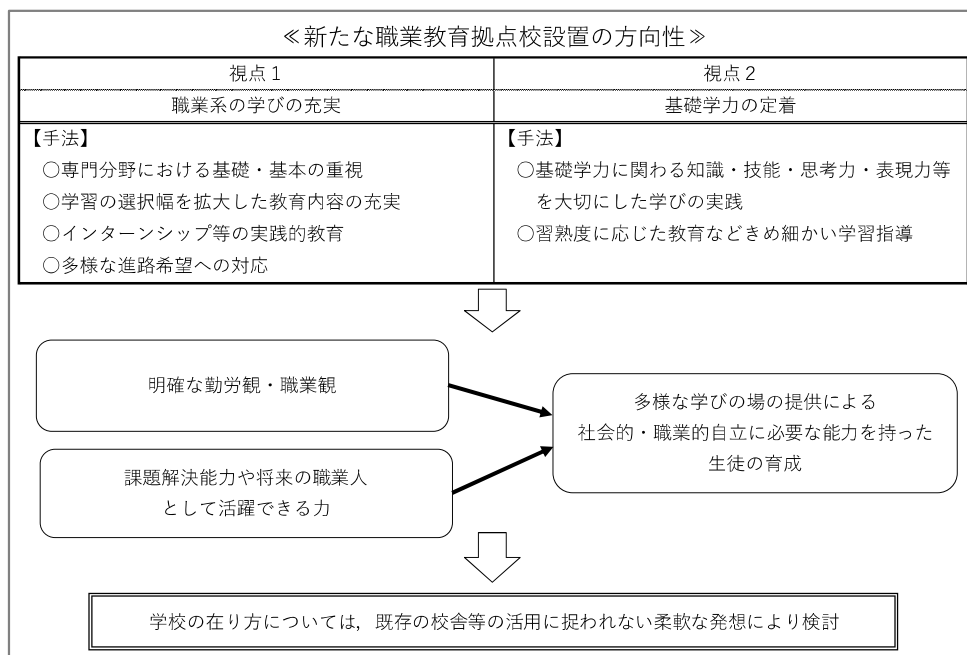 ≪新たな職業教育拠点校設置の方向性≫
視点１
視点２
職業系の学びの充実
基礎学力の定着
【手法】
○専門分野における基礎・基本の重視
○学習の選択幅を拡大した教育内容の充実
○インターンシップ等の実践的教育
○多様な進路希望への対応
【手法】
○基礎学力に関わる知識・技能・思考力・表現力等
を大切にした学びの実践
○習熟度に応じた教育などきめ細かい学習指導
明確な勤労観・職業観
課題解決能力や将来の職業人
として活躍できる力
多様な学びの場の提供による
社会的・職業的自立に必要な能力を持った
生徒の育成
学校の在り方については，既存の校舎等の活用に捉われない柔軟な発想により検討